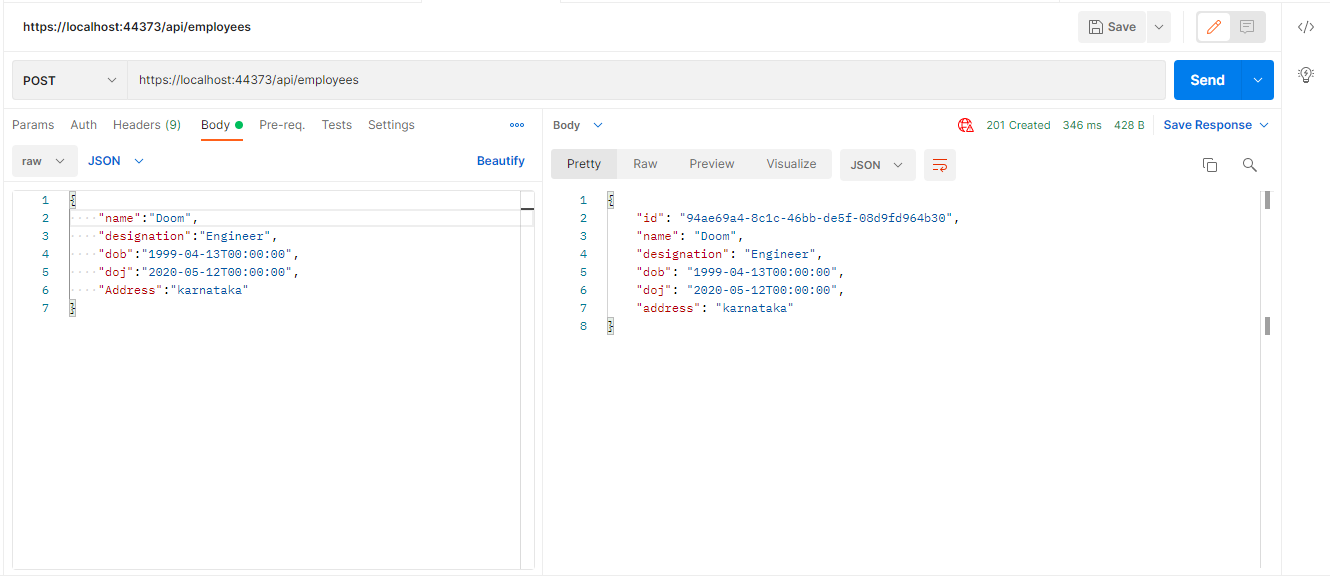 https://localhost:44373/api/employees
Save
POST
https://localhost:44373/api/employees
Send
Params Auth Headers (9) Body Pre-req. Tests Settings
raw JSON Beautify
1 {
2 "name":"Doom",
3 "designation":"Engineer",
4 "dob":"1999-04-13T00:00:00",
5 "doj":"2020-05-12T00:00:00",
6 "Address":"karnataka"
7 }
Body 201 Created 346 ms 428 B Save Response
Pretty Raw Preview Visualize JSON
1 {
2 "id": "94ae69a4-8c1c-46bb-de5f-08d9fd964b30",
3 "name": "Doom",
4 "designation": "Engineer",
5 "dob": "1999-04-13T00:00:00",
6 "doj": "2020-05-12T00:00:00",
7 "address": "karnataka"
8 }